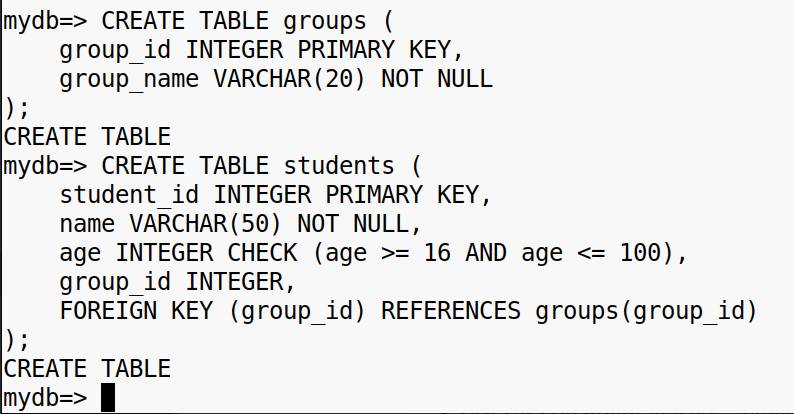 mydb=> CREATE TABLE groups (
    group_id INTEGER PRIMARY KEY,
    group_name VARCHAR(20) NOT NULL
);
CREATE TABLE
mydb=> CREATE TABLE students (
    student_id INTEGER PRIMARY KEY,
    name VARCHAR(50) NOT NULL,
    age INTEGER CHECK (age >= 16 AND age <= 100),
    group_id INTEGER,
    FOREIGN KEY (group_id) REFERENCES groups(group_id)
);
CREATE TABLE
mydb=>